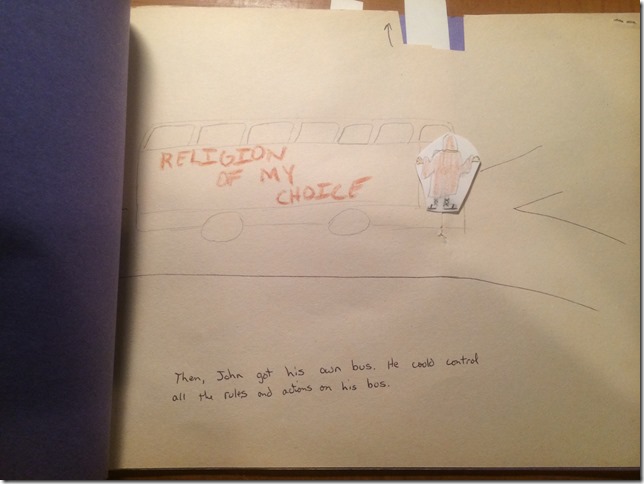 RELIGION
OF MY
CHOICE
Then, John got his own bus. He could control
all the rules and actions on his bus.